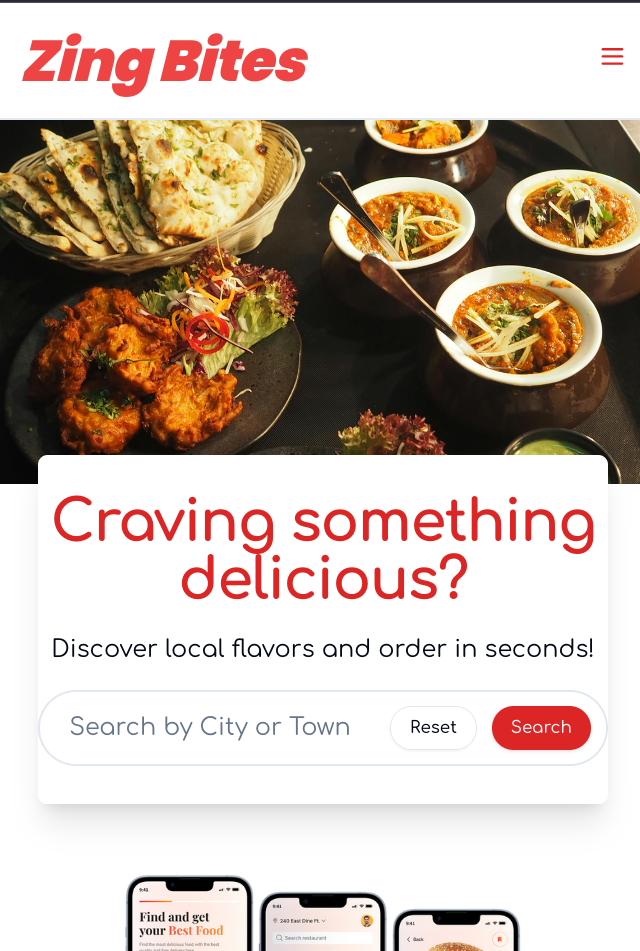 Zing Bites
Craving something
delicious?
Discover local flavors and order in seconds!
Search by City or Town
Reset
Search
9:41
Find and get
your Best Food
Find the most delicious food with the best
9:41
240 East Dine Ft.
Search restaurant
9:41
Back